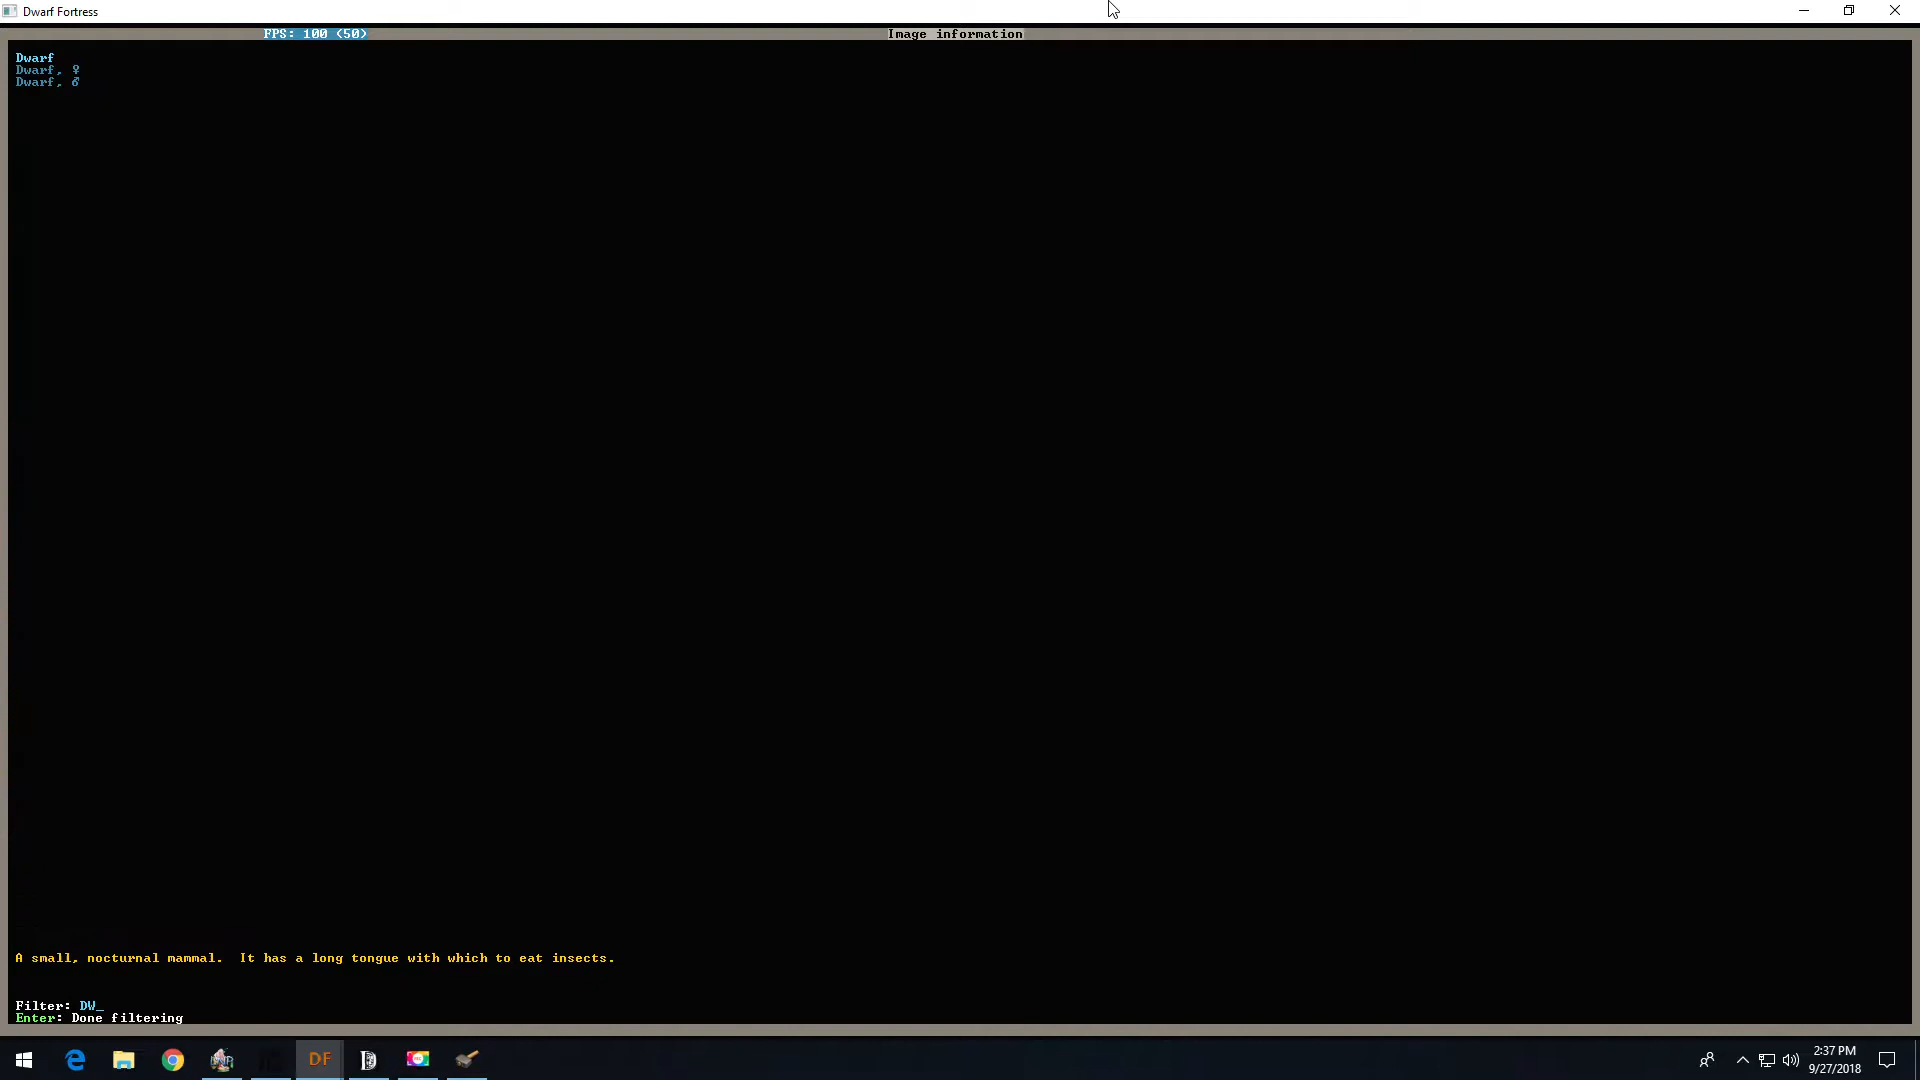 Dwarf Fortress
FPS: 100 (50)
Image information
Dwarf
Dwarf, ♀
Dwarf, ♂
A small, nocturnal mammal.  It has a long tongue with which to eat insects.
Filter: DW_
Enter: Done filtering
DF
2:37 PM
9/27/2018